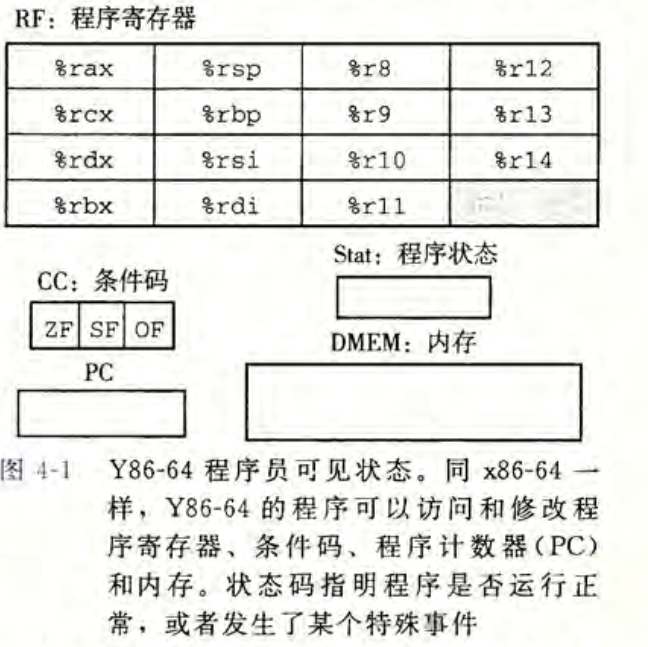 RF：程序寄存器
%rax %rsp %r8 %r12
%rcx %rbp %r9 %r13
%rdx %rsi %r10 %r14
%rbx %rdi %r11
Stat：程序状态
CC：条件码
ZF SF OF
DMEM：内存
PC
图 4-1 Y86-64 程序员可见状态。同 x86-64 一
样，Y86-64 的程序可以访问和修改程
序寄存器、条件码、程序计数器(PC)
和内存。状态码指明程序是否运行正
常，或者发生了某个特殊事件